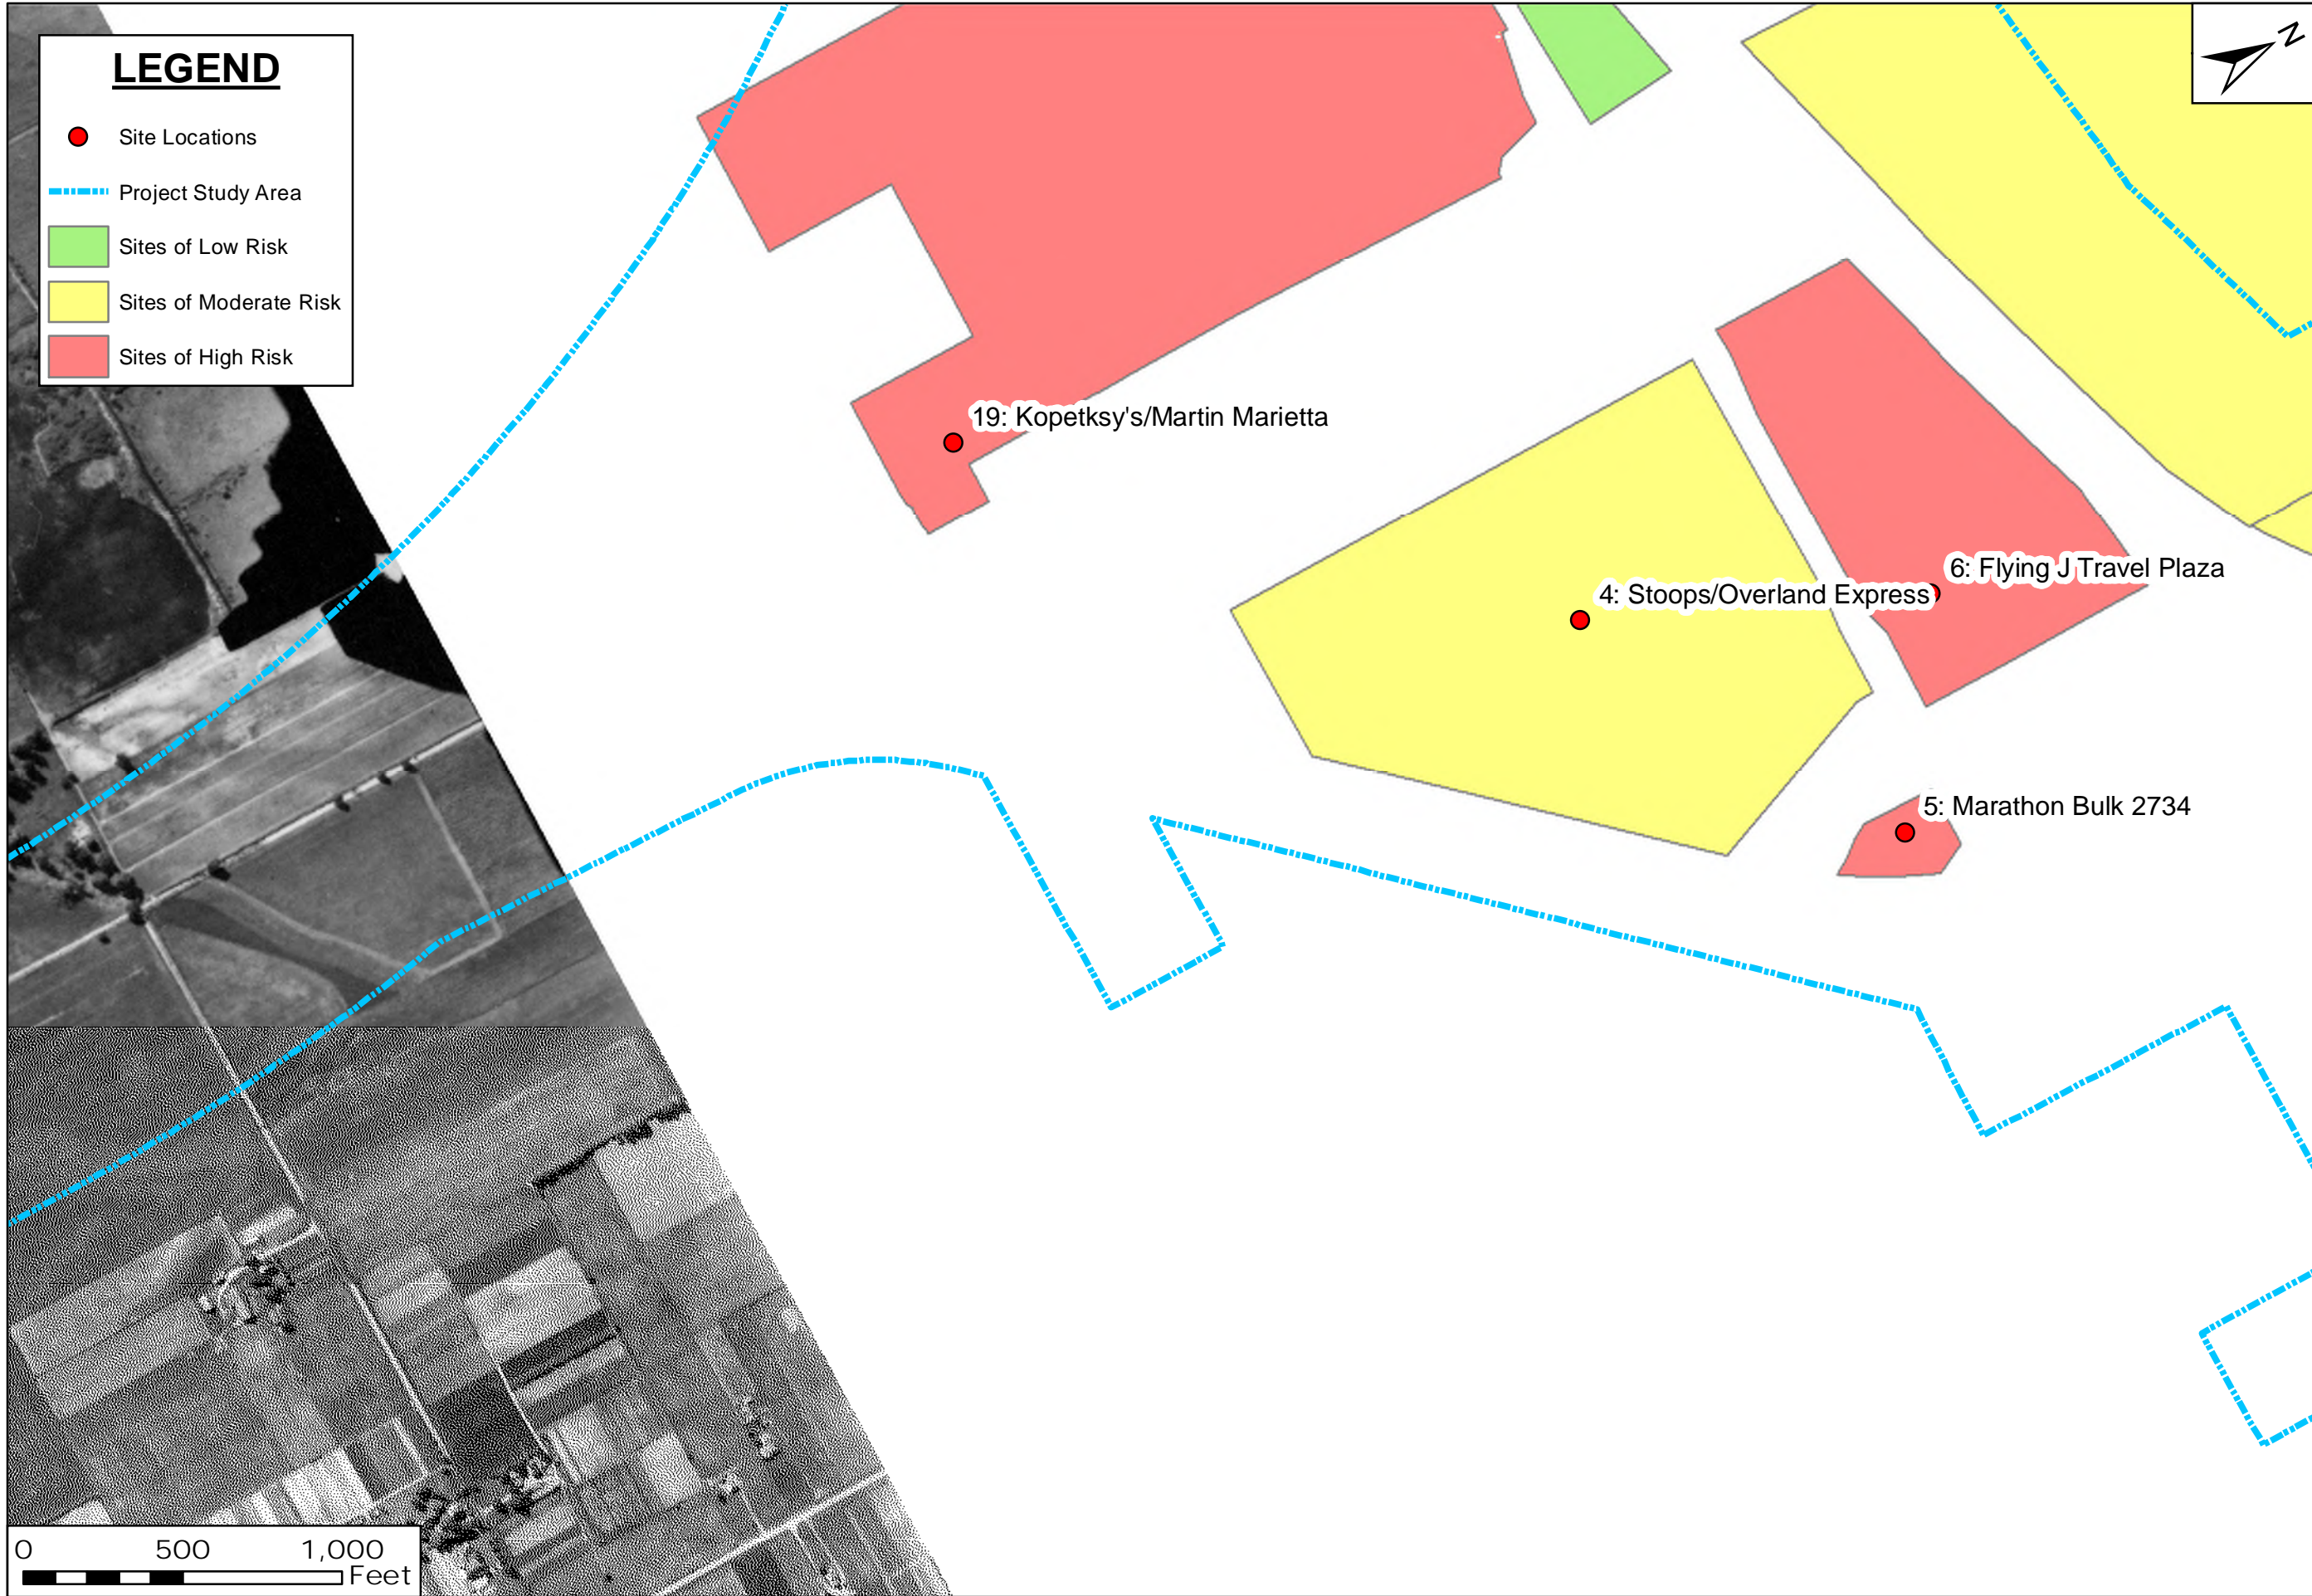 LEGEND
Site Locations
Project Study Area
Sites of Low Risk
Sites of Moderate Risk
Sites of High Risk
N
19: Kopetksy's/Martin Marietta
6: Flying J Travel Plaza
4: Stoops/Overland Express
5: Marathon Bulk 2734
0 500 1,000
Feet